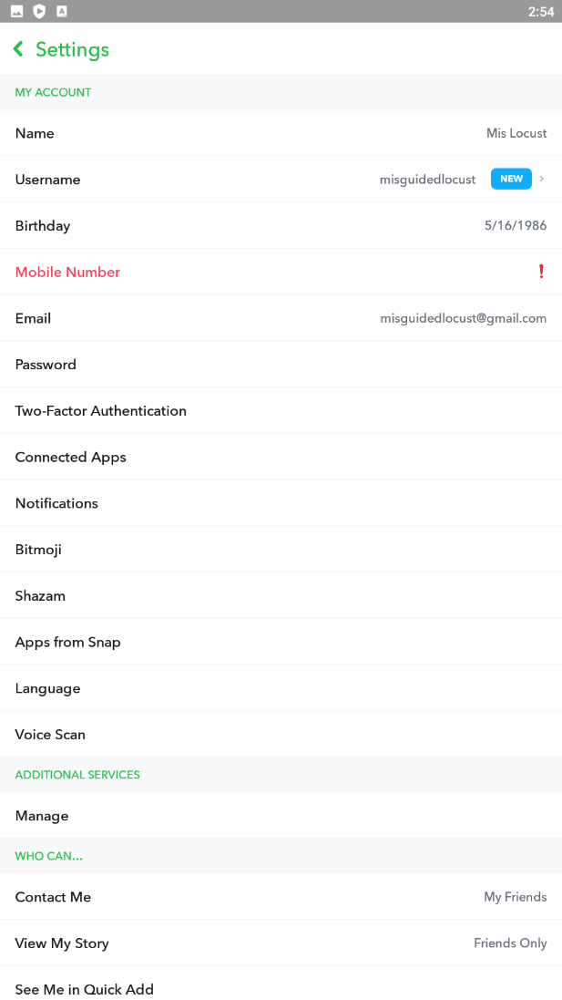 A
2:54
Settings
MY ACCOUNT
Name Mis Locust
Username misguidedlocust NEW
Birthday 5/16/1986
Mobile Number !
Email misguidedlocust@gmail.com
Password
Two-Factor Authentication
Connected Apps
Notifications
Bitmoji
Shazam
Apps from Snap
Language
Voice Scan
ADDITIONAL SERVICES
Manage
WHO CAN...
Contact Me My Friends
View My Story Friends Only
See Me in Quick Add